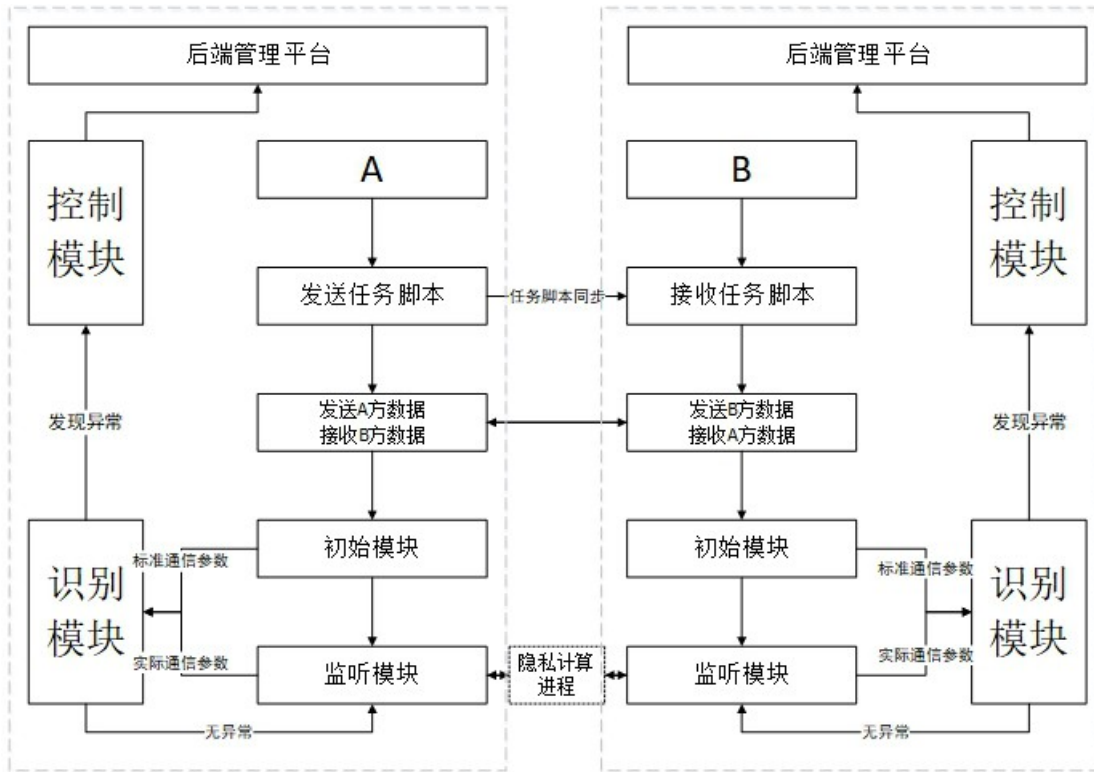 后端管理平台
后端管理平台
A
B
控制
模块
控制
模块
发送任务脚本
任务脚本同步
接收任务脚本
发送A方数据
接收B方数据
发送B方数据
接收A方数据
发现异常
发现异常
初始模块
初始模块
标准通信参数
标准通信参数
识别
模块
识别
模块
实际通信参数
实际通信参数
监听模块
隐私计算
进程
监听模块
无异常
无异常